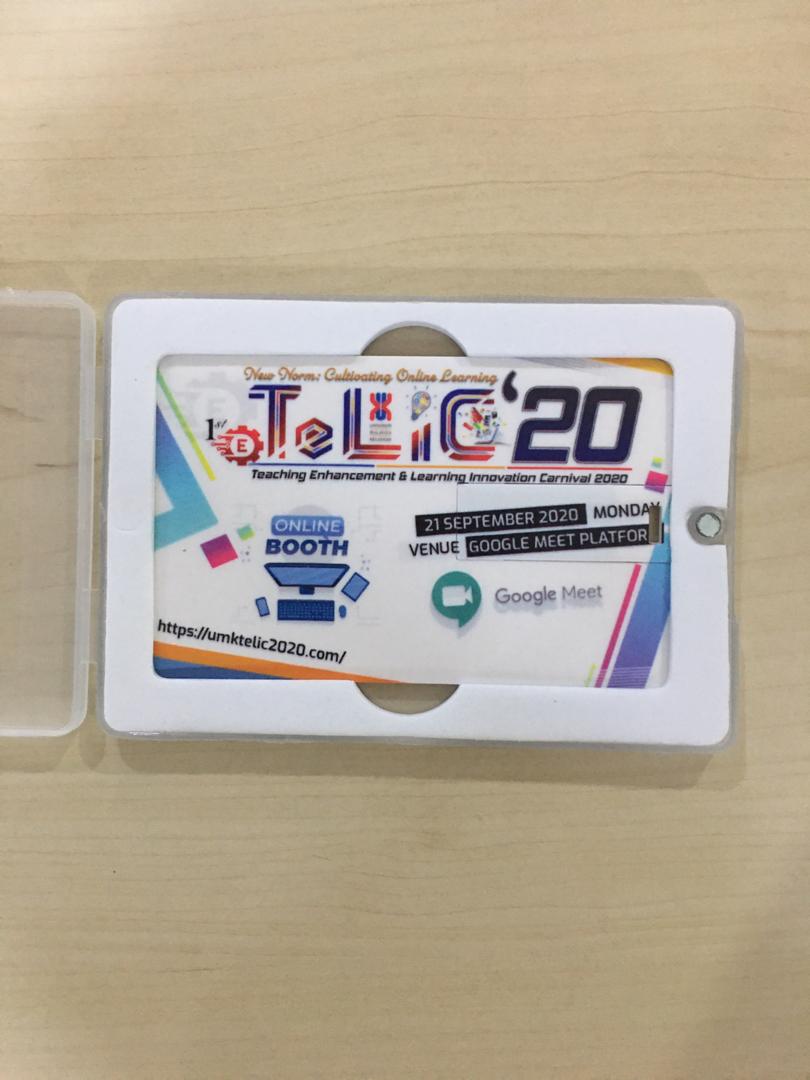 New Norm: Cultivating Online Learning
1st E TeLiC '20
Teaching Enhancement & Learning Innovation Carnival 2020
ONLINE
BOOTH
21 SEPTEMBER 2020 MONDAY
VENUE GOOGLE MEET PLATFOR
Google Meet
https://umktelic2020.com/